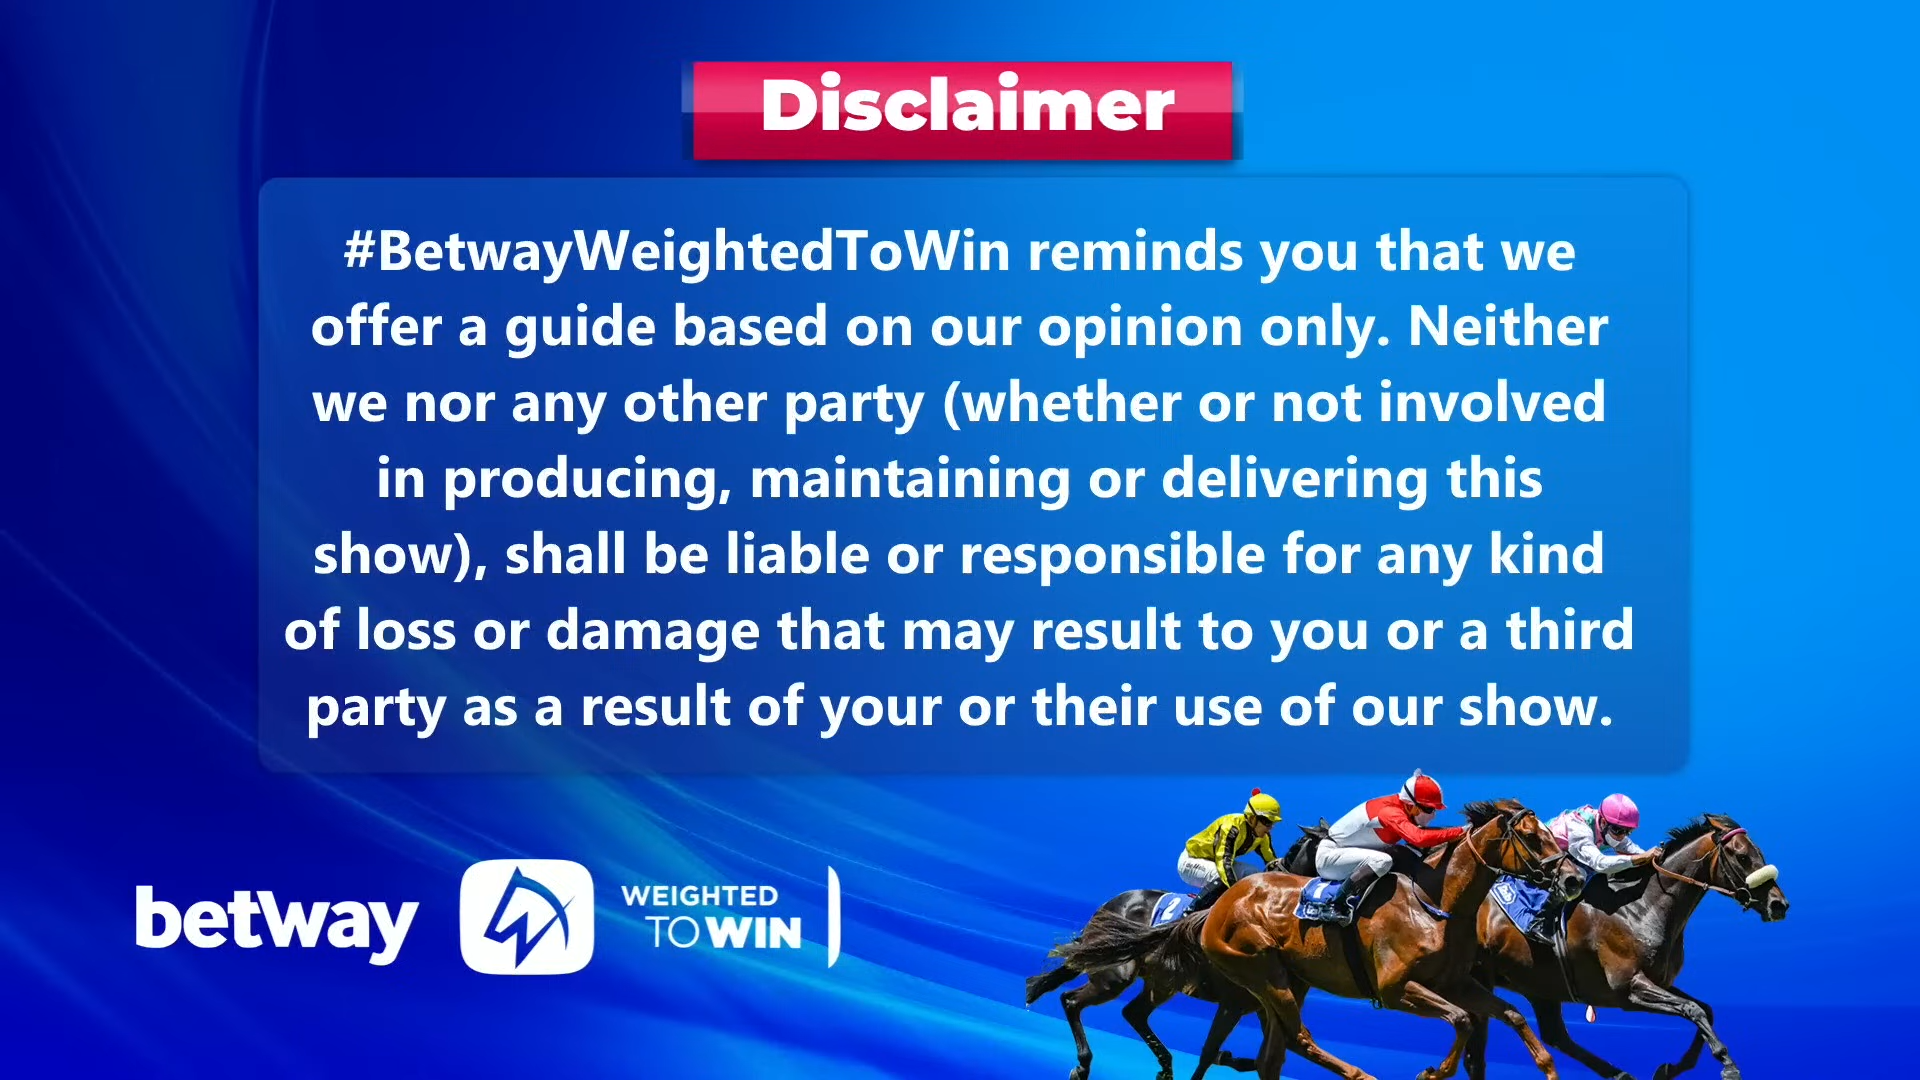 Disclaimer
#BetwayWeightedToWin reminds you that we
offer a guide based on our opinion only. Neither
we nor any other party (whether or not involved
in producing, maintaining or delivering this
show), shall be liable or responsible for any kind
of loss or damage that may result to you or a third
party as a result of your or their use of our show.
betway
WEIGHTED
TO WIN
2
1